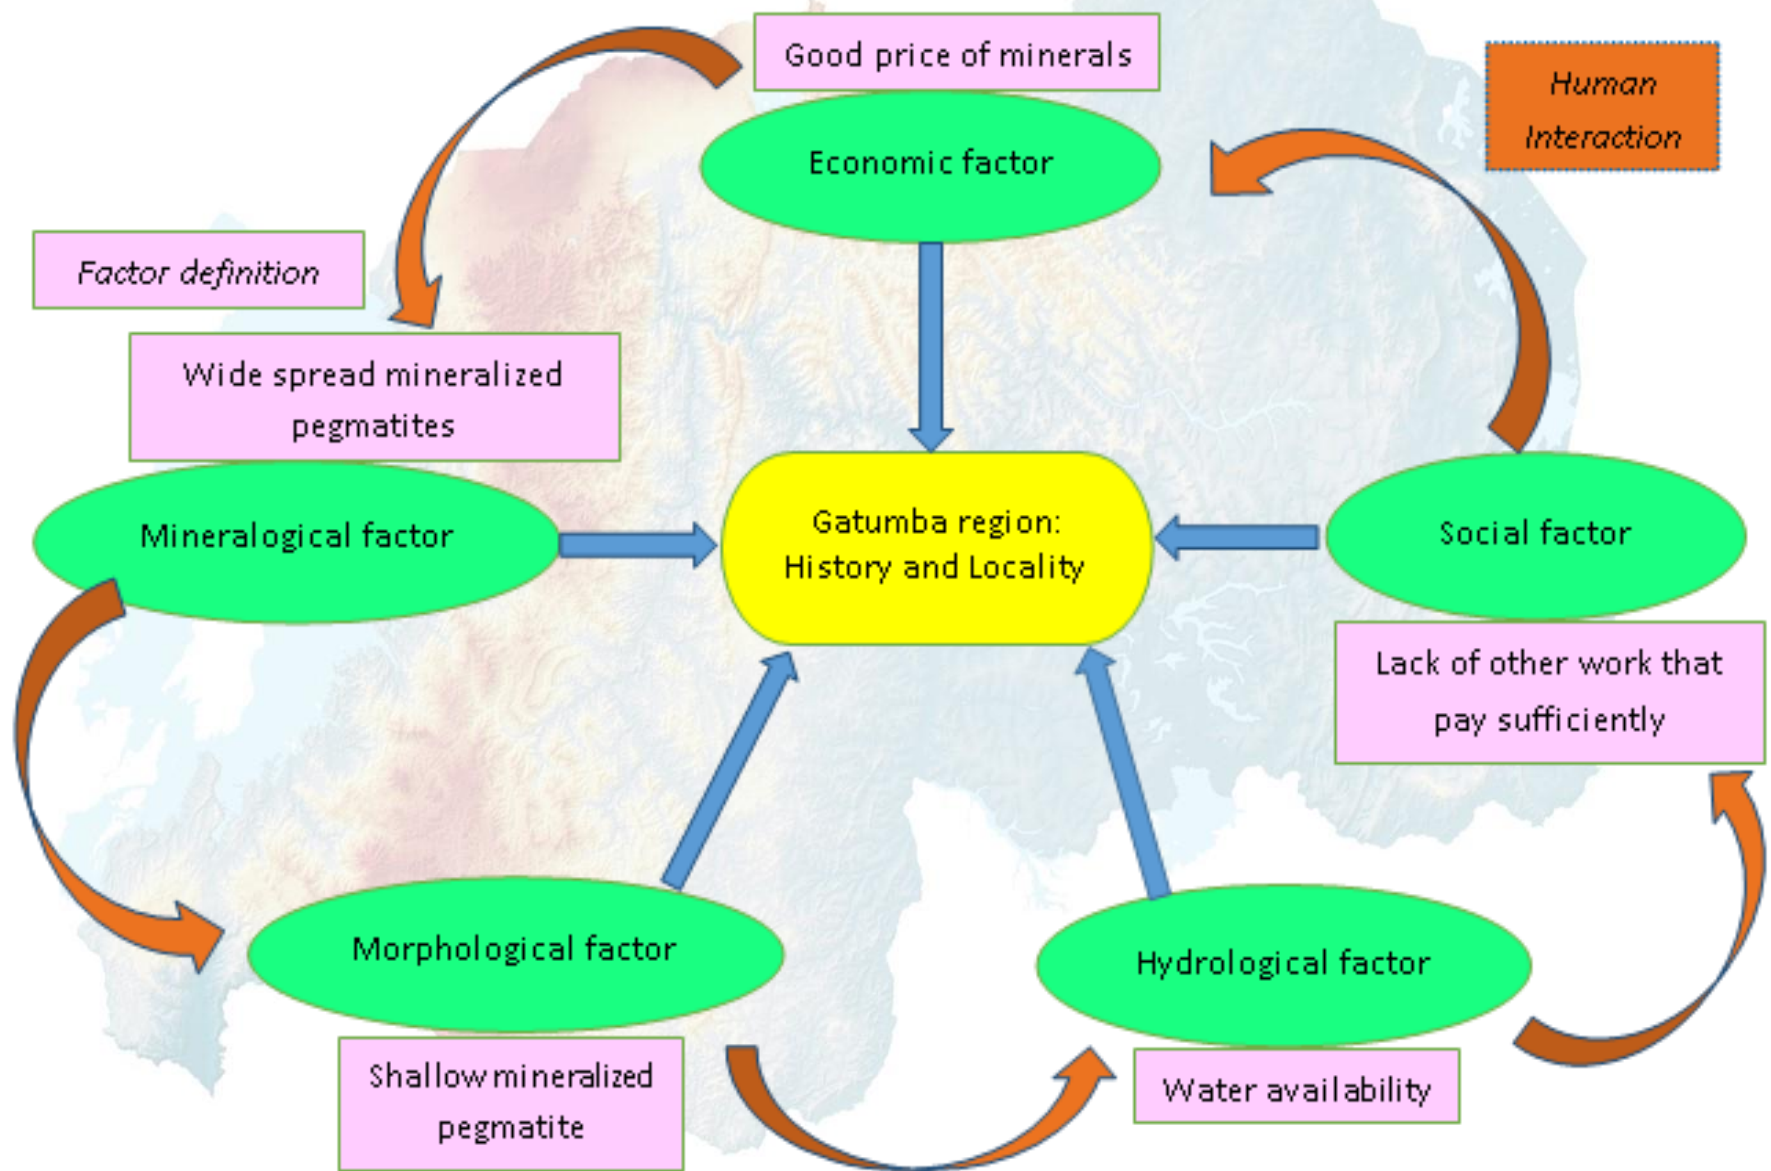 Good price of minerals
Economic factor
Human
Interaction
Factor definition
Wide spread mineralized
pegmatites
Mineralogical factor
Gatumba region:
History and Locality
Social factor
Lack of other work that
pay sufficiently
Morphological factor
Shallow mineralized
pegmatite
Hydrological factor
Water availability